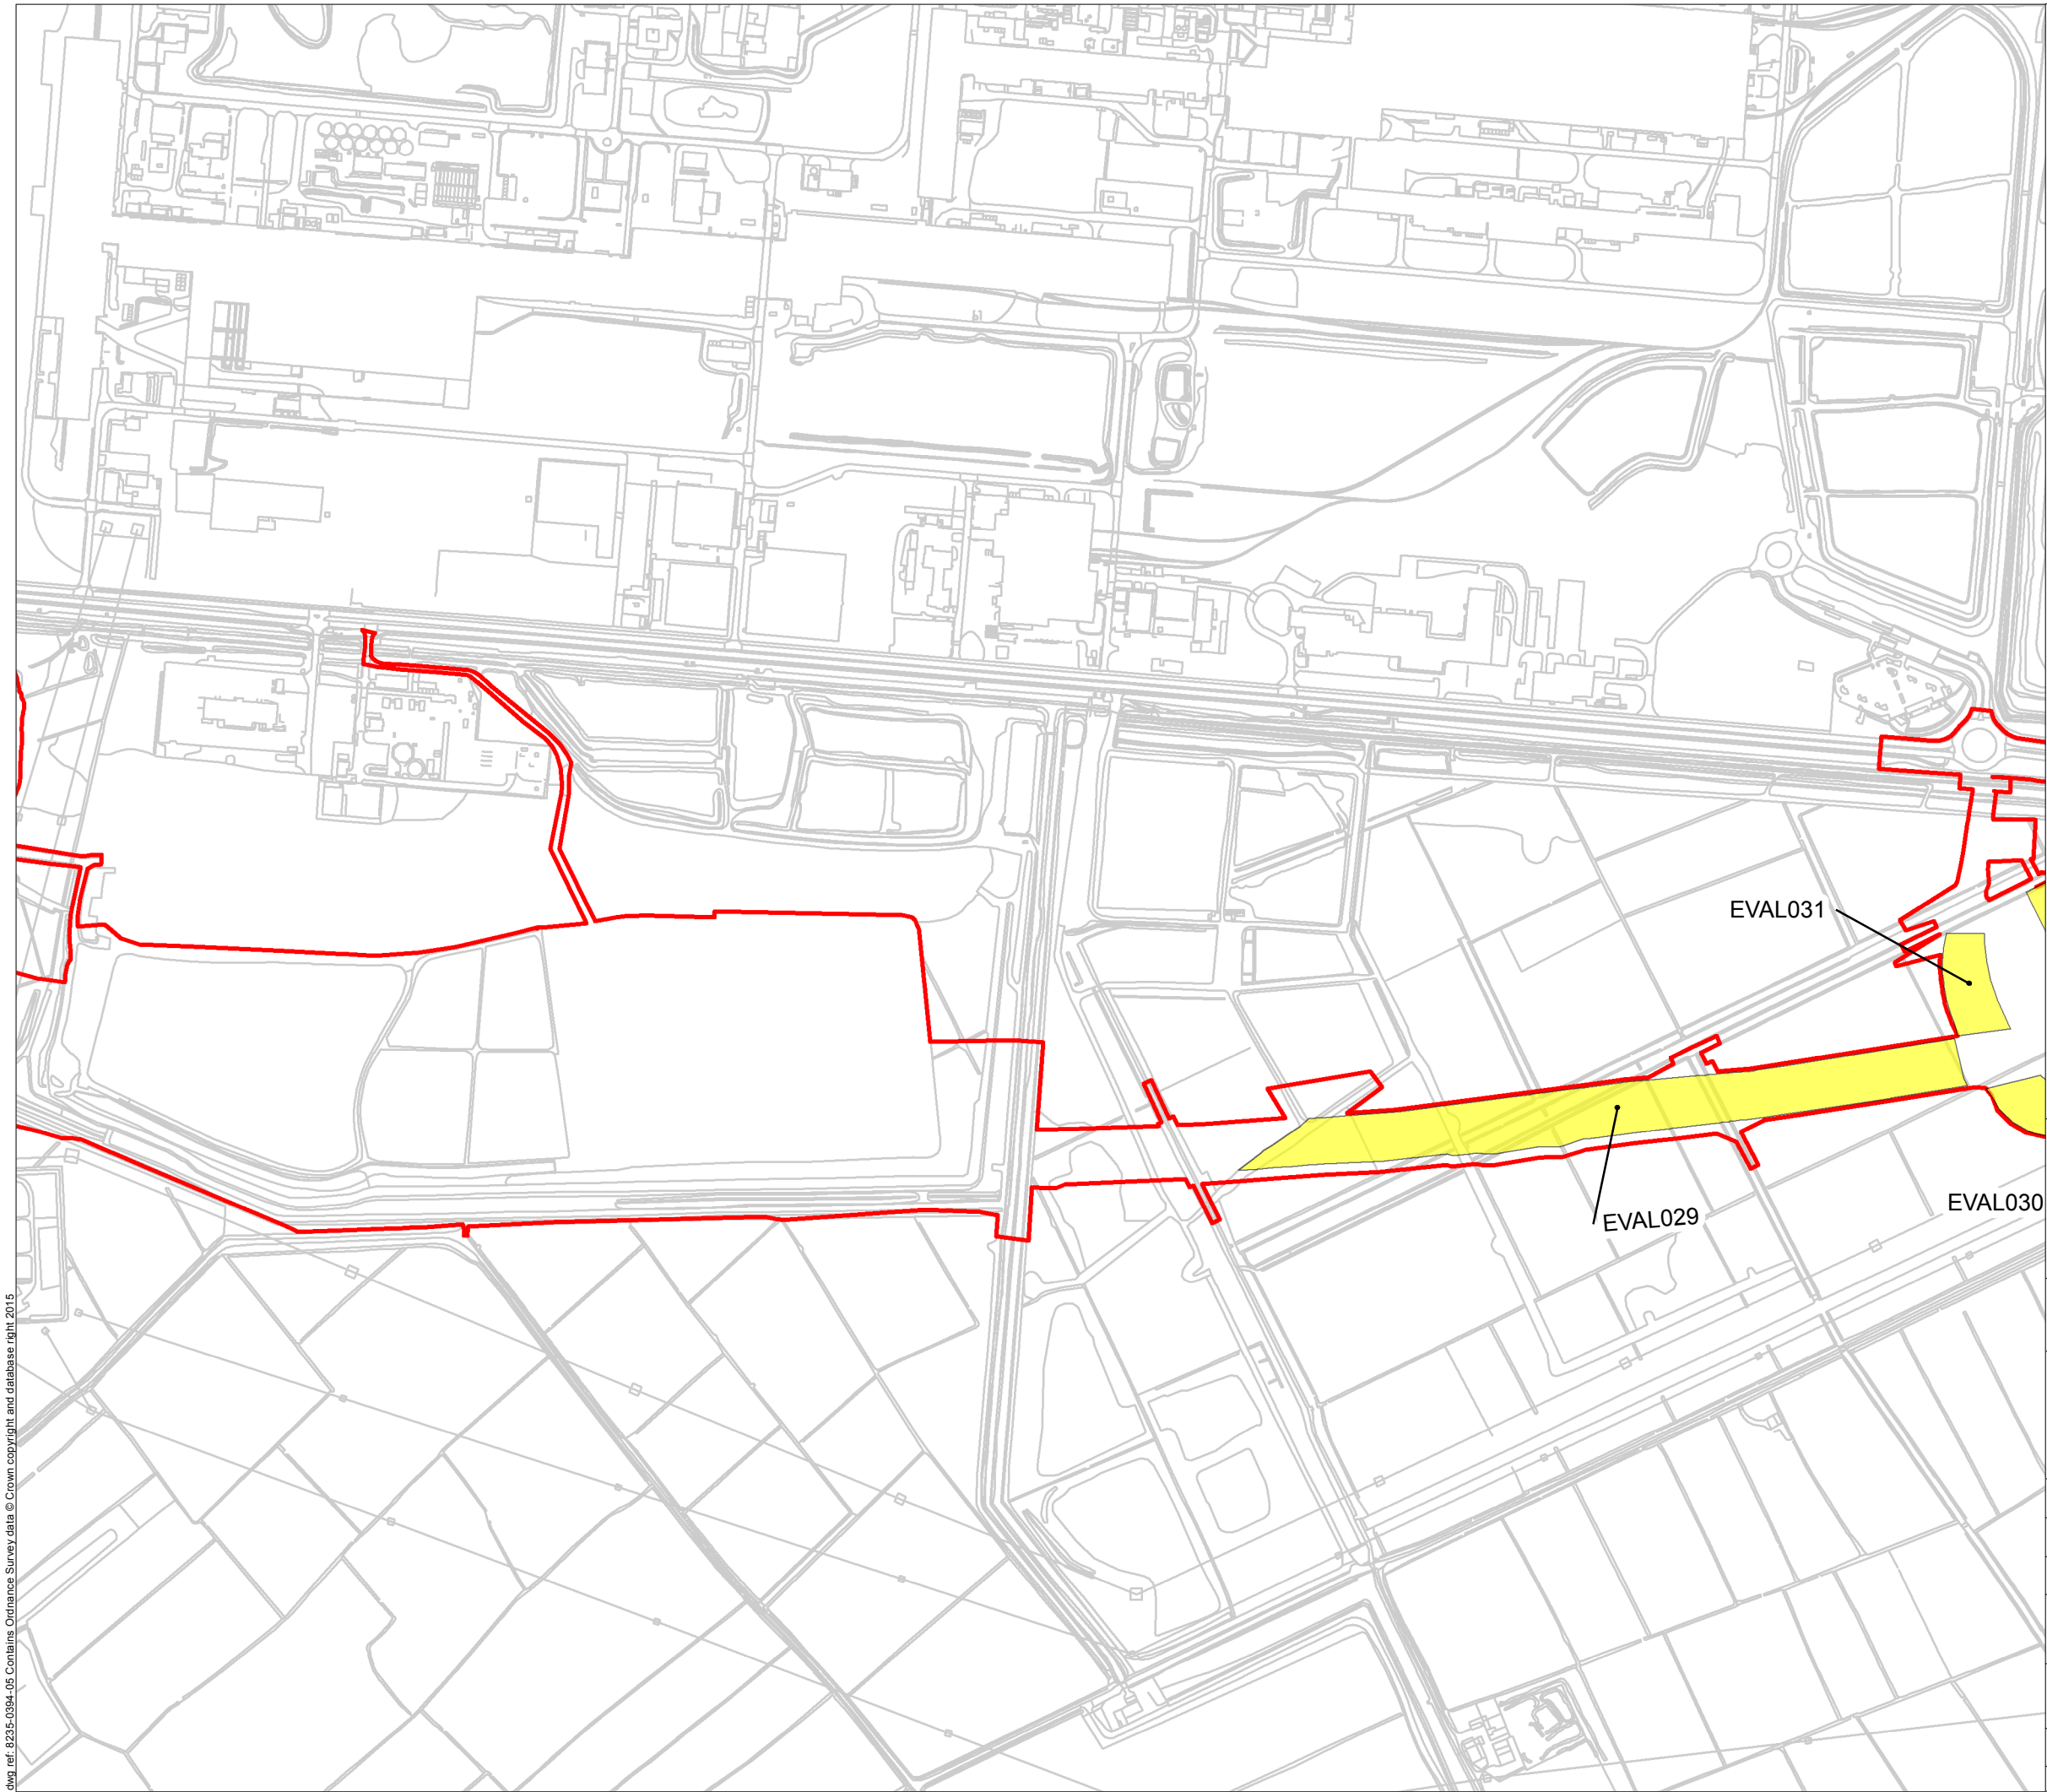 EVAL031
EVAL030
EVAL029
dwg ref: 8235-0394-05 Contains Ordnance Survey data © Crown copyright and database right 2015